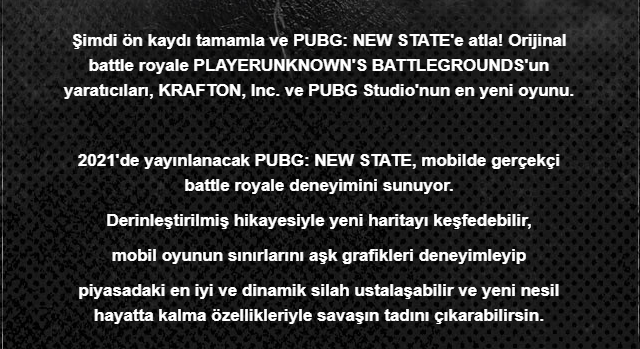 Şimdi ön kaydı tamamla ve PUBG: NEW STATE'e atla! Orijinal
battle royale PLAYERUNKNOWN'S BATTLEGROUNDS'un
yaratıcıları, KRAFTON, Inc. ve PUBG Studio'nun en yeni oyunu.
2021'de yayınlanacak PUBG: NEW STATE, mobilde gerçekçi
battle royale deneyimini sunuyor.
Derinleştirilmiş hikayesiyle yeni haritayı keşfedebilir,
mobil oyunun sınırlarını aşk grafikleri deneyimleyip
piyasadaki en iyi ve dinamik silah ustalaşabilir ve yeni nesil
hayatta kalma özellikleriyle savaşın tadını çıkarabilirsin.